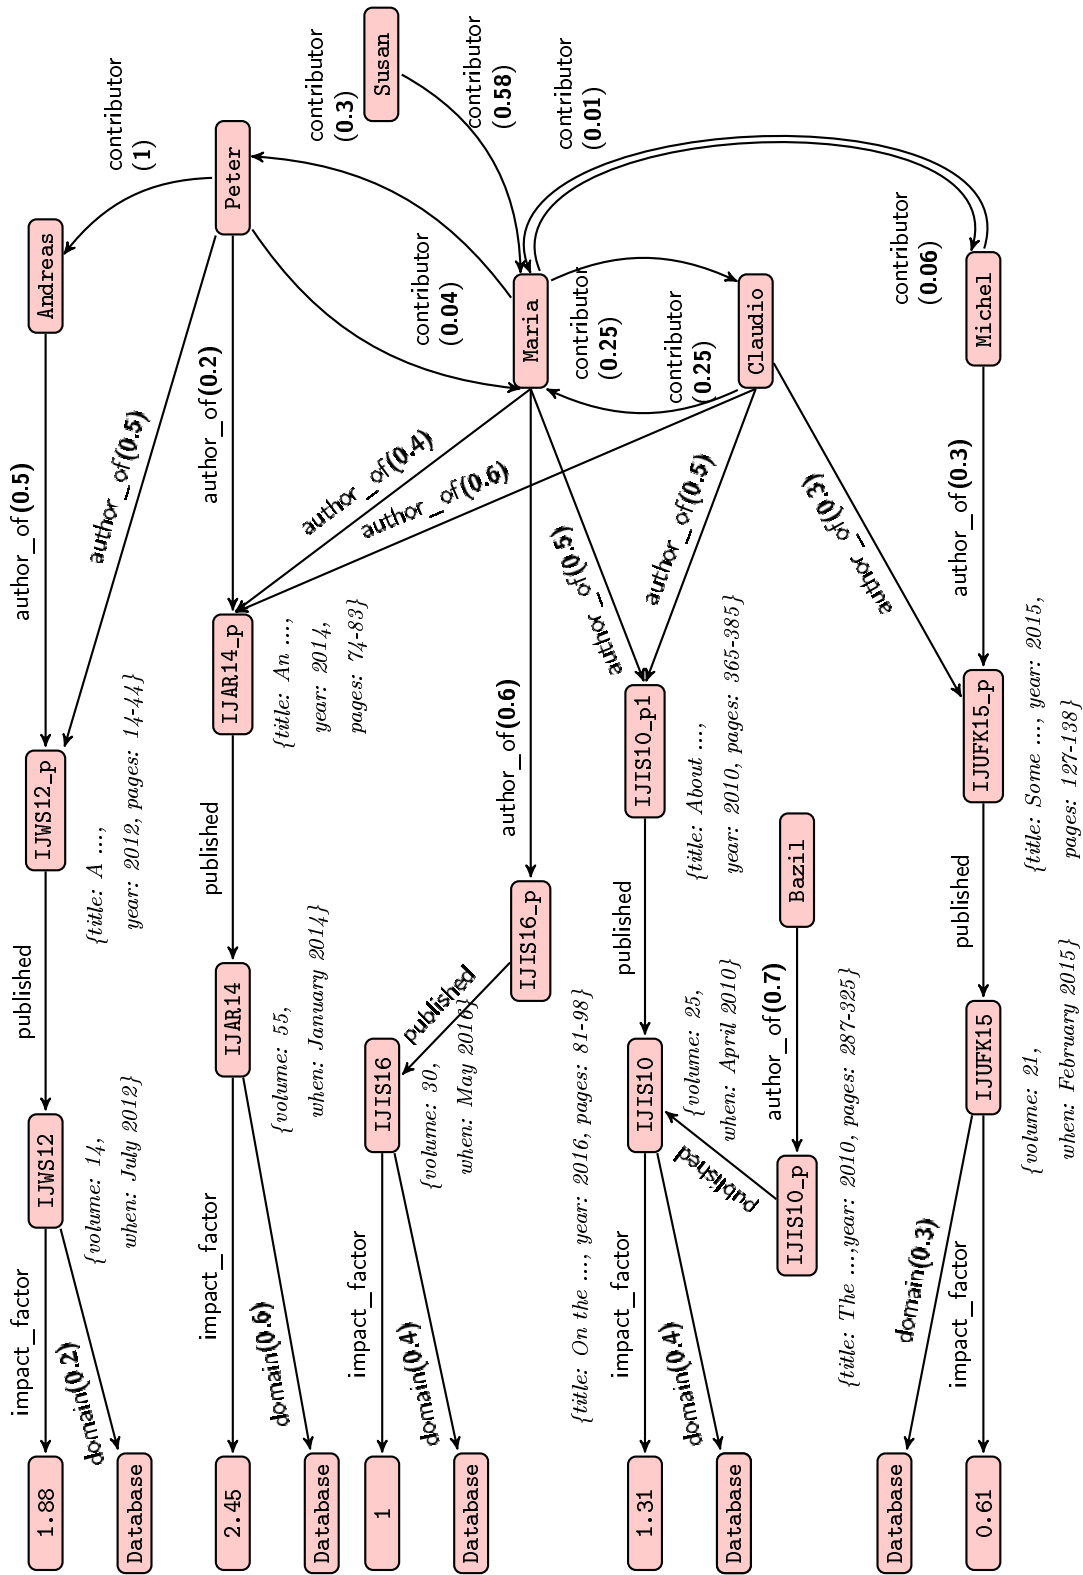 1.88
Database
2.45
Database
1
Database
1.31
Database
Database
0.61
impact_factor
domain(0.2)
impact_factor
domain(0.6)
impact_factor
domain(0.4)
impact_factor
domain(0.4)
domain(0.3)
impact_factor
IJWS12
{volume: 14,
when: July 2012}
IJAR14
{volume: 55,
when: January 2014}
IJIS16
{volume: 30,
when: May 2016}
IJIS10
{volume: 25,
when: April 2010}
IJUFK15
{volume: 21,
when: February 2015}
published
published
published
published
published
published
IJWS12_p
{title: A ...,
year: 2012, pages: 14-44}
IJAR14_p
{title: An ...,
year: 2014,
pages: 74-83}
IJIS16_p
{title: On the ..., year: 2016, pages: 81-98}
IJIS10_p1
{title: About ...,
year: 2010, pages: 365-385}
IJIS10_p
{title: The ...,year: 2010, pages: 287-325}
IJUFK15_p
{title: Some ..., year: 2015,
pages: 127-138}
author_of(0.5)
author_of(0.5)
author_of(0.2)
author_of(0.4)
author_of(0.6)
author_of(0.6)
author_of(0.5)
author_of(0.5)
author_of(0.7)
author_of(0.3)
author_of(0.3)
Andreas
Peter
Susan
Maria
Claudio
Michel
Bazil
contributor
(1)
contributor
(0.3)
contributor
(0.58)
contributor
(0.01)
contributor
(0.04)
contributor
(0.25)
contributor
(0.25)
contributor
(0.06)